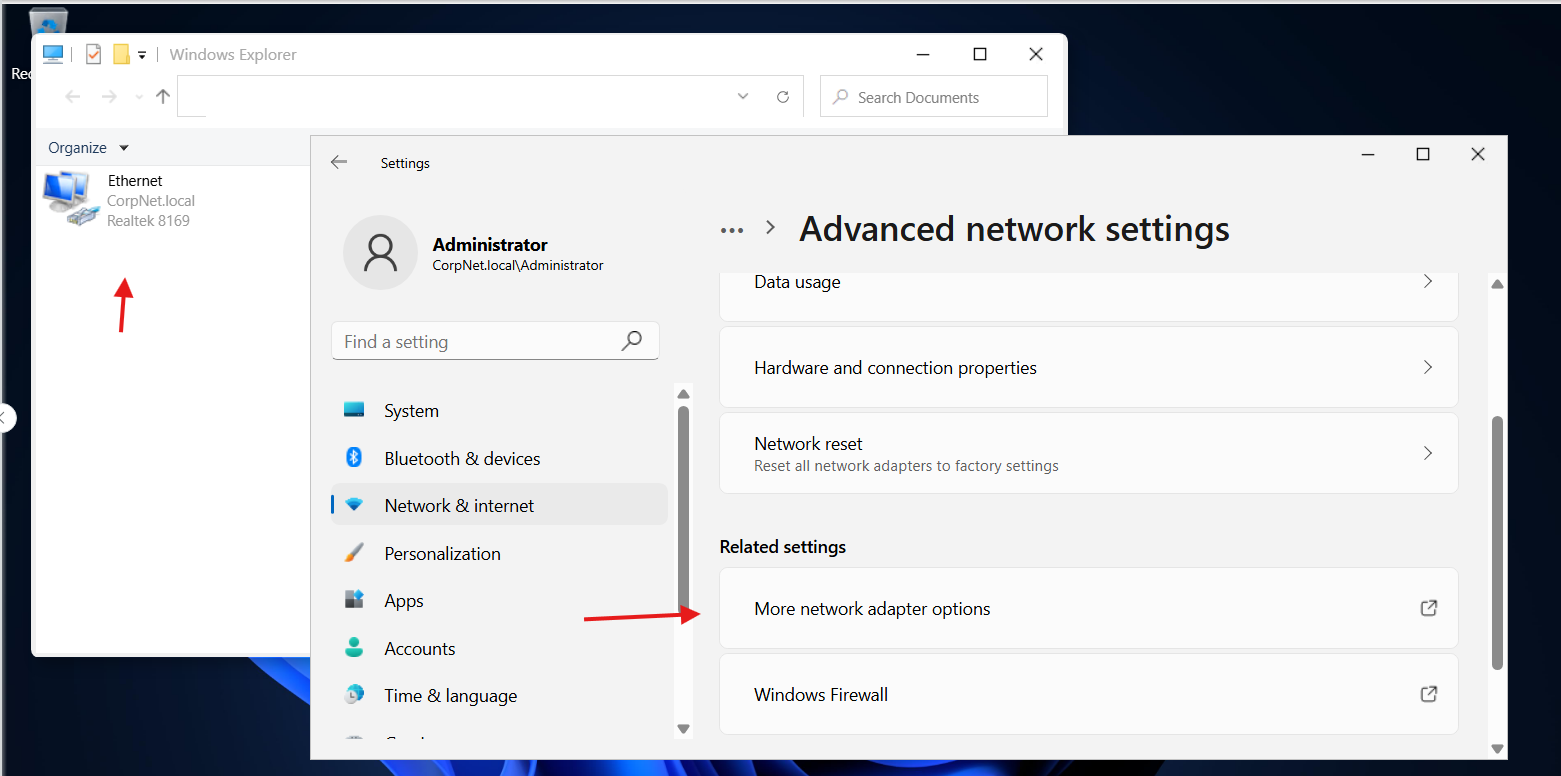 Rec
Windows Explorer
Search Documents
Organize
Ethernet
CorpNet.local
Realtek 8169
Settings
Administrator
CorpNet.local\Administrator
Find a setting
System
Bluetooth & devices
Network & internet
Personalization
Apps
Accounts
Time & language
Advanced network settings
Data usage
Hardware and connection properties
Network reset
Reset all network adapters to factory settings
Related settings
More network adapter options
Windows Firewall